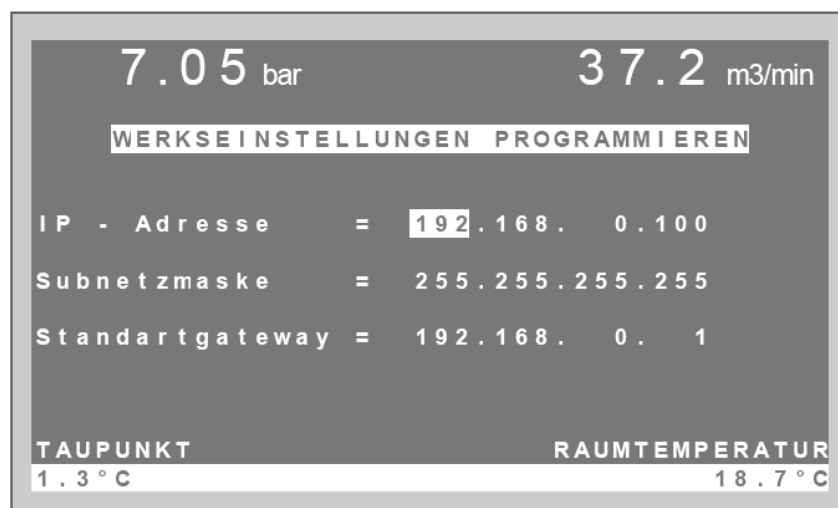 7.05 bar 37.2 m3/min
WERKSEINSTELLUNGEN PROGRAMMIEREN
IP - Adresse = 192.168. 0.100
Subnetzmaske = 255.255.255.255
Standartgateway = 192.168. 0. 1
TAUPUNKT RAUMTEMPERATUR
1.3°C 18.7°C